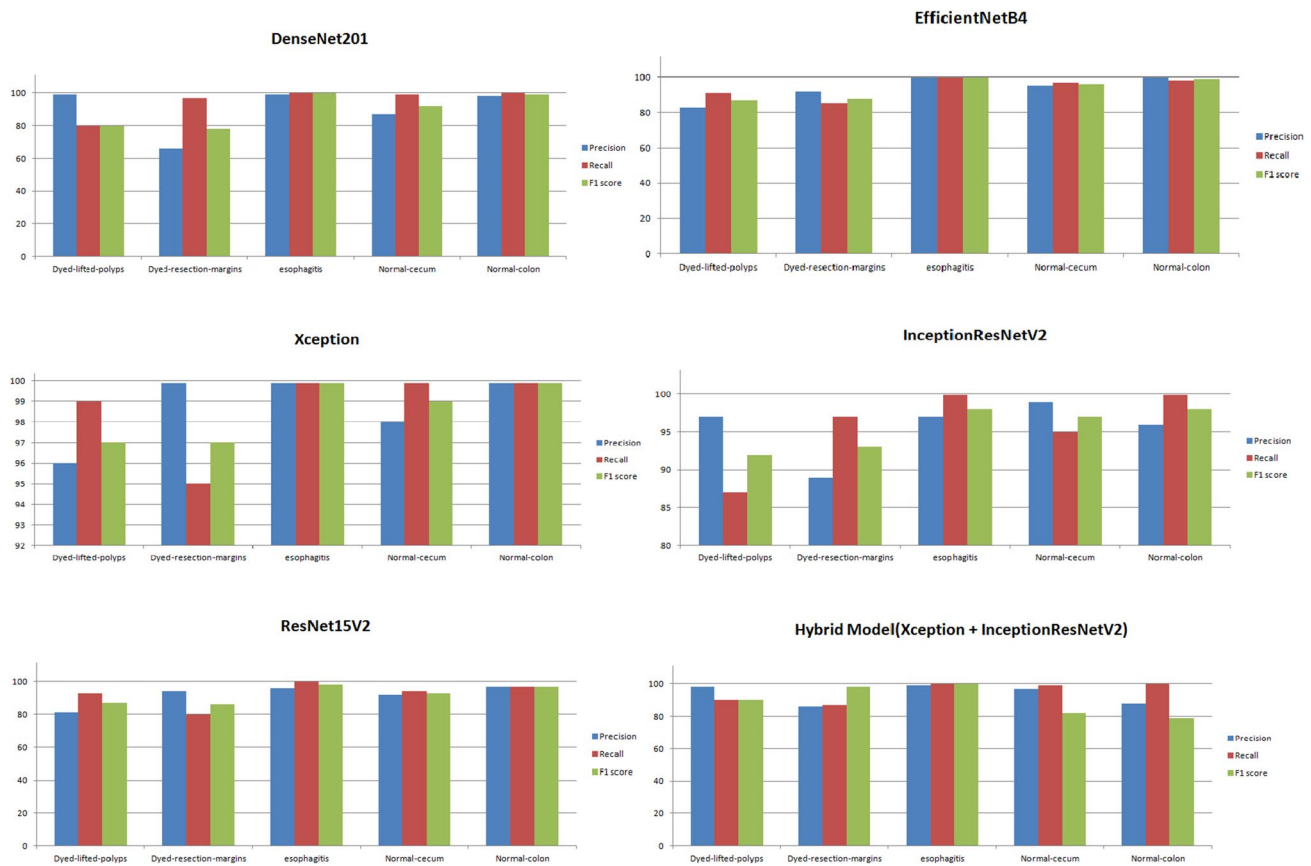 DenseNet201
100
80
60
40
20
0
Dyed-lifted-polyps Dyed-resection-margins esophagitis Normal-cecum Normal-colon
Precision
Recall
F1 score
EfficientNetB4
100
80
60
40
20
0
Dyed-lifted-polyps Dyed-resection-margins esophagitis Normal-cecum Normal-colon
Precision
Recall
F1 score
Xception
100
99
98
97
96
95
94
93
92
Dyed-lifted-polyps Dyed-resection-margins esophagitis Normal-cecum Normal-colon
Precision
Recall
F1 score
InceptionResNetV2
100
95
90
85
80
Dyed-lifted-polyps Dyed-resection-margins esophagitis Normal-cecum Normal-colon
Precision
Recall
F1 score
ResNet15V2
100
80
60
40
20
0
Dyed-lifted-polyps Dyed-resection-margins esophagitis Normal-cecum Normal-colon
Precision
Recall
F1 score
Hybrid Model(Xception + InceptionResNetV2)
100
80
60
40
20
0
Dyed-lifted-polyps Dyed-resection-margins esophagitis Normal-cecum Normal-colon
Precision
Recall
F1 score